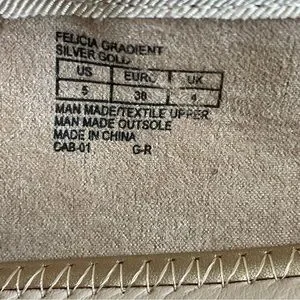 FELICIA GRADIENT
SILVER GOLD
US EURO UK
5 36 4
MAN MADE/TEXTILE UPPER
MAN MADE OUTSOLE
MADE IN CHINA
CAB-01 G-R